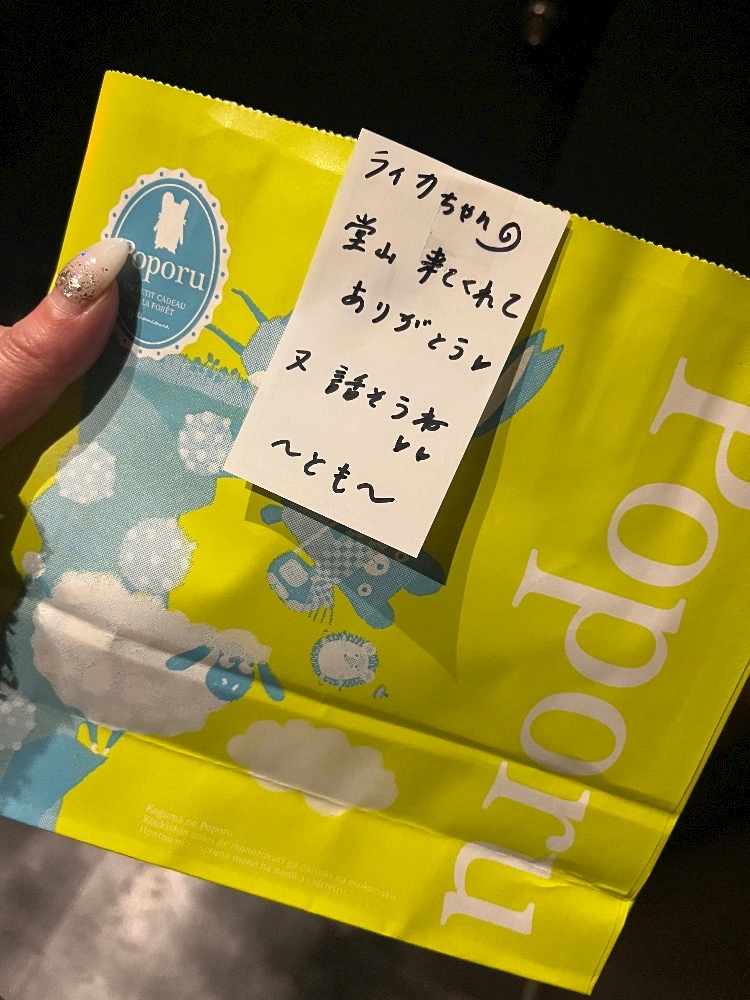 ライカちゃん
堂山 来てくれて
ありがとう♥
又 話そうね
♥♥
〜とも〜
Poporu
PETIT CADEAU
LA FORÊT
Poporu
Koguma no Poporu